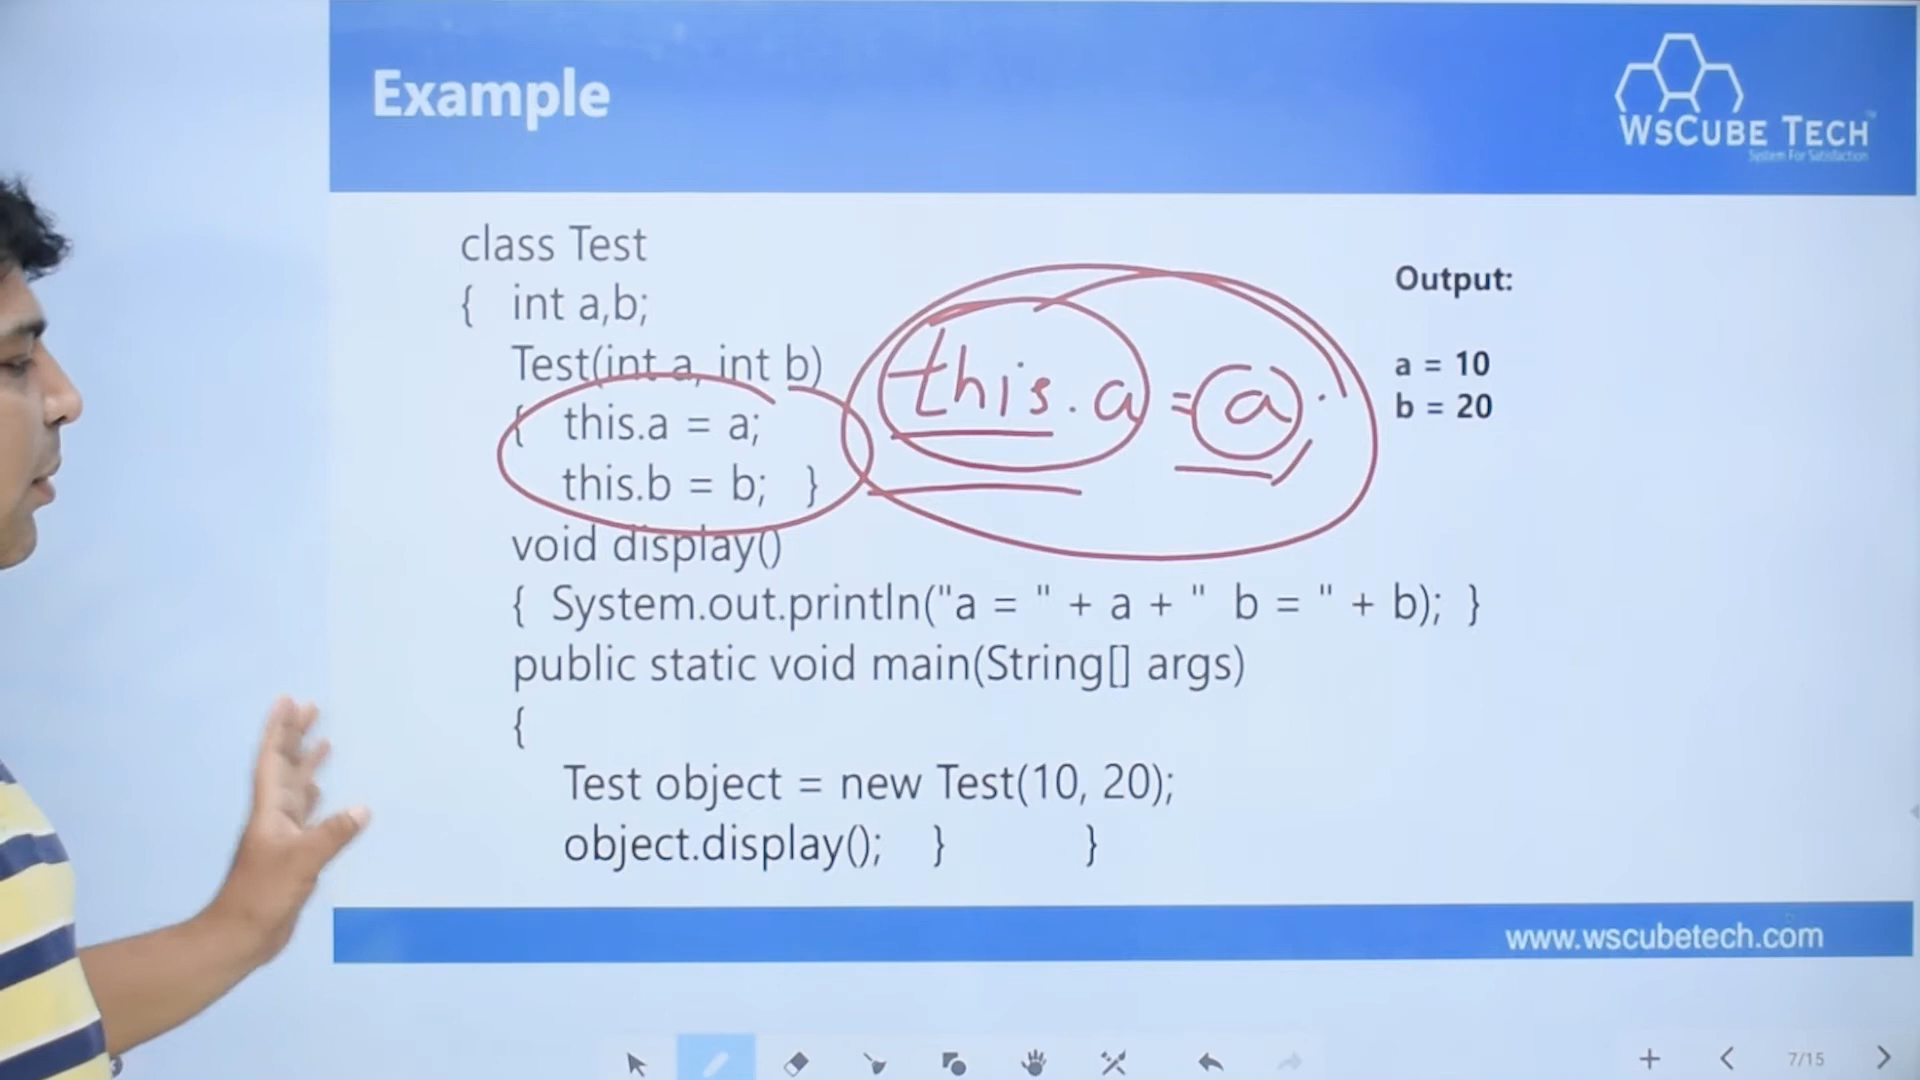 Example
WsCube Tech
System For Satisfaction
class Test
{ int a,b;
Test(int a, int b)
{ this.a = a;
this.b = b; }
void display()
{ System.out.println("a = " + a + " b = " + b); }
public static void main(String[] args)
{
Test object = new Test(10, 20);
object.display(); } }
this.a = a;
Output:
a = 10
b = 20
www.wscubetech.com
7/15